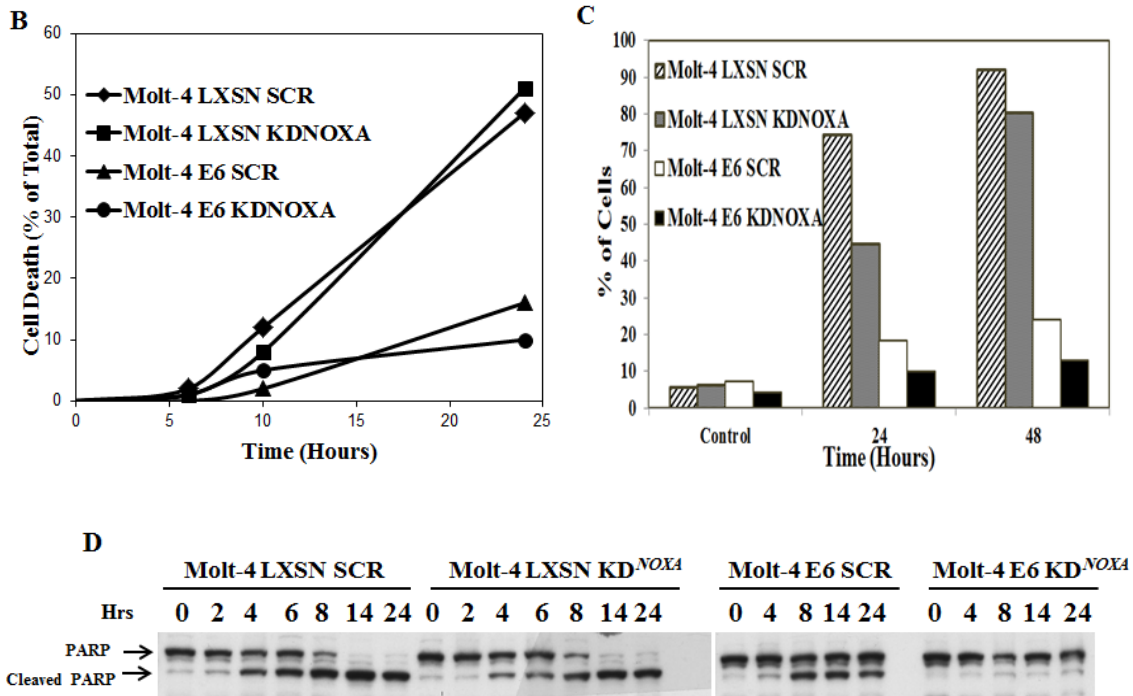 B
60
50
40
30
20
10
0
Cell Death (% of Total)
Molt-4 LXSN SCR
Molt-4 LXSN KDNOXA
Molt-4 E6 SCR
Molt-4 E6 KDNOXA
0 5 10 15 20 25
Time (Hours)
C
100
90
80
70
60
50
40
30
20
10
0
% of Cells
Molt-4 LXSN SCR
Molt-4 LXSN KDNOXA
Molt-4 E6 SCR
Molt-4 E6 KDNOXA
Control 24 48
Time (Hours)
D
Molt-4 LXSN SCR Molt-4 LXSN KD^NOXA Molt-4 E6 SCR Molt-4 E6 KD^NOXA
Hrs 0 2 4 6 8 14 24 0 2 4 6 8 14 24 0 4 8 14 24 0 4 8 14 24
PARP
Cleaved PARP